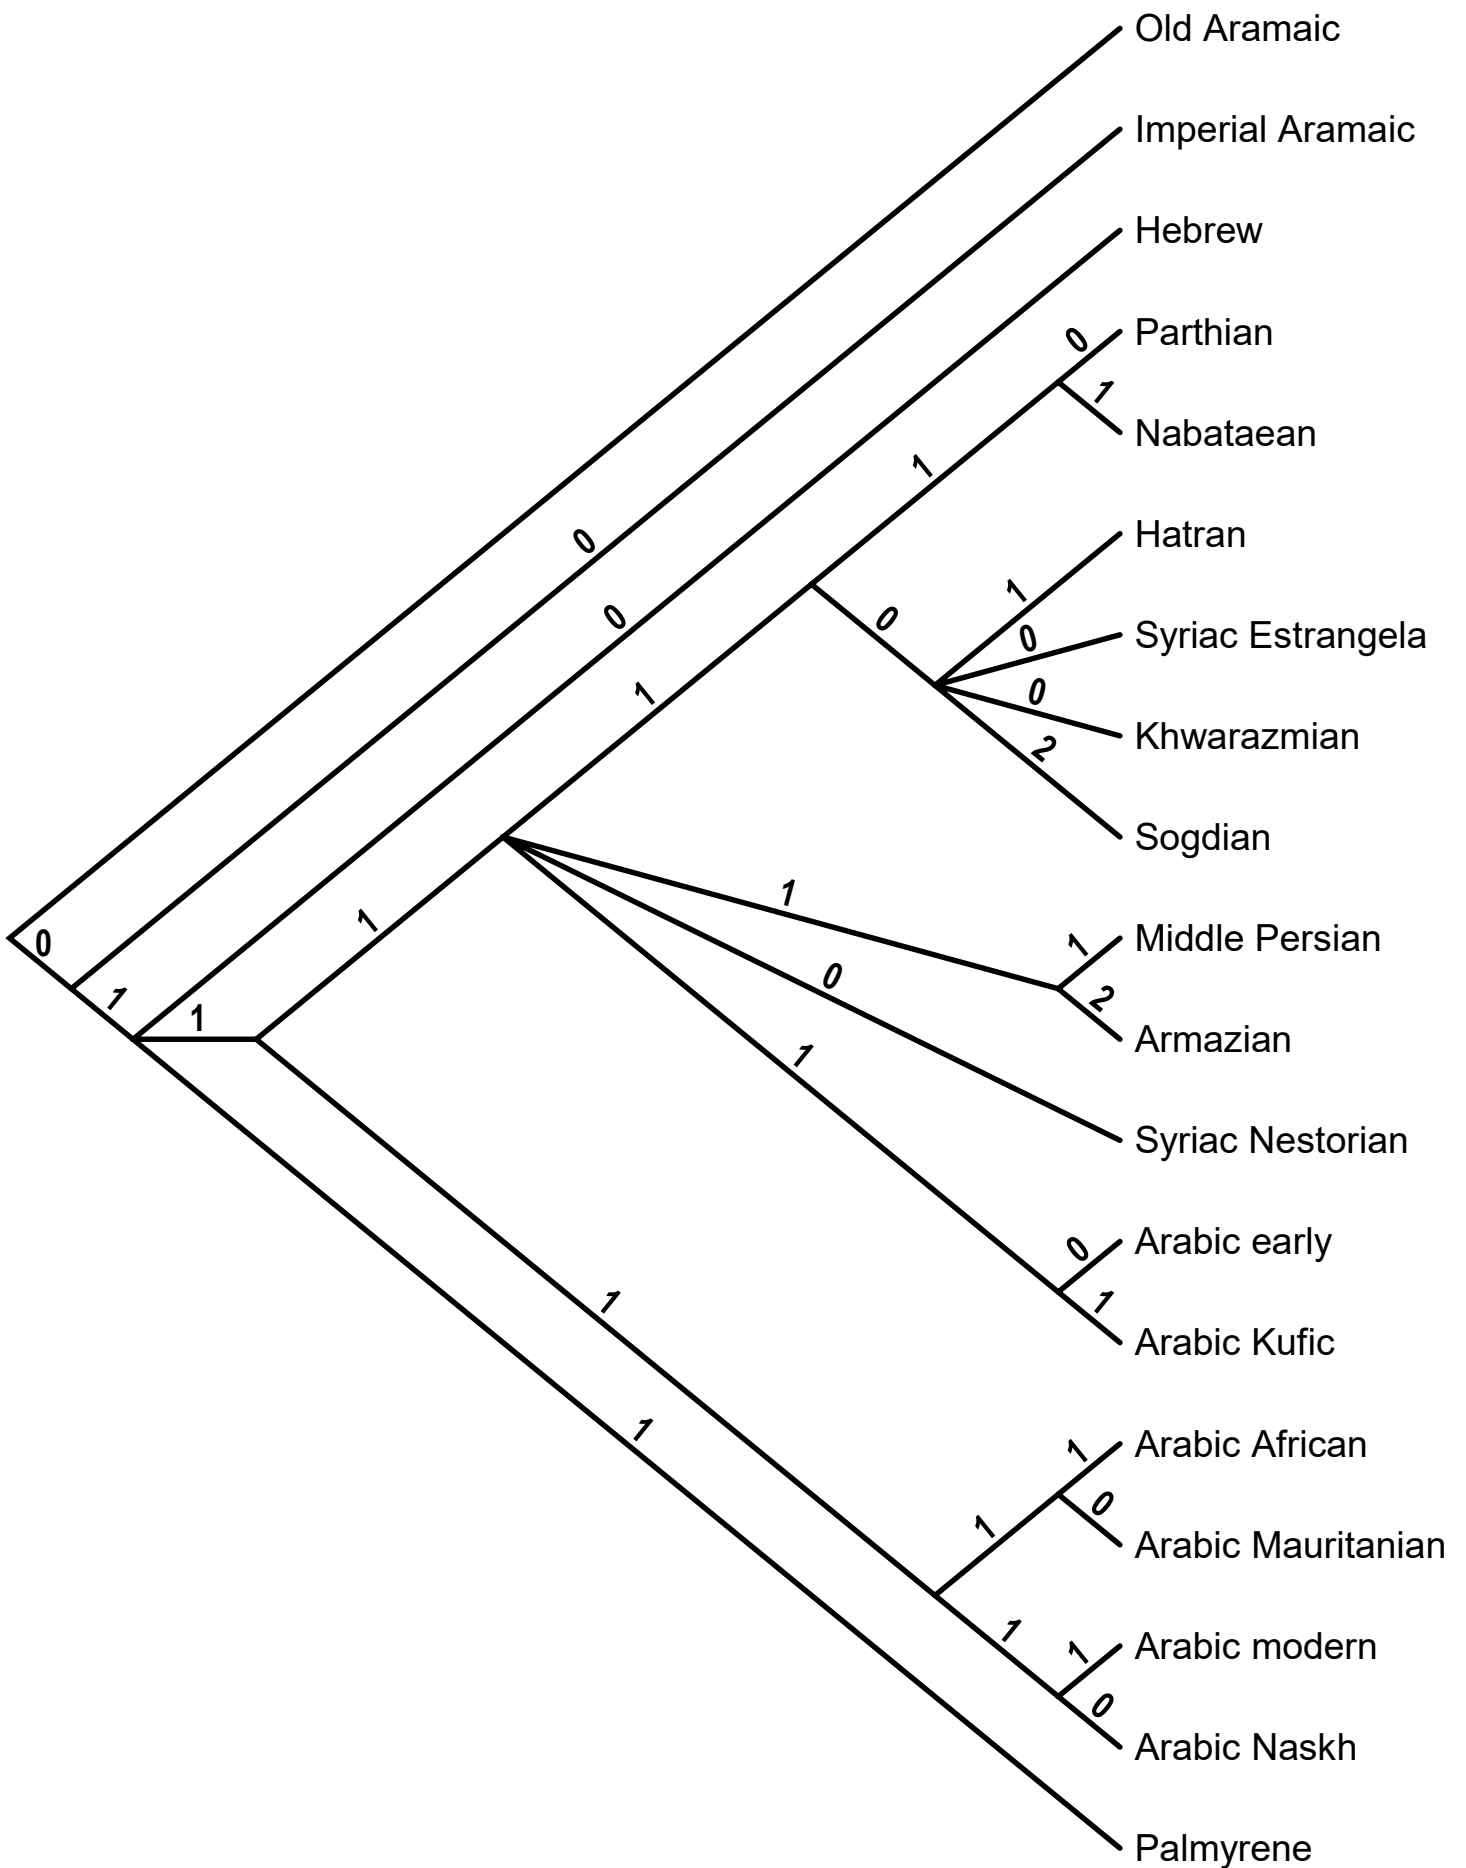 Old Aramaic
Imperial Aramaic
Hebrew
0
Parthian
1
Nabataean
1
Hatran
0
1
0
Syriac Estrangela
0
0
0
Khwarazmian
1
2
Sogdian
1
1
Middle Persian
1
0
0
1
2
1
Armazian
1
Syriac Nestorian
0
Arabic early
1
1
Arabic Kufic
1
1
Arabic African
0
1
Arabic Mauritanian
1
1
Arabic modern
0
Arabic Naskh
Palmyrene